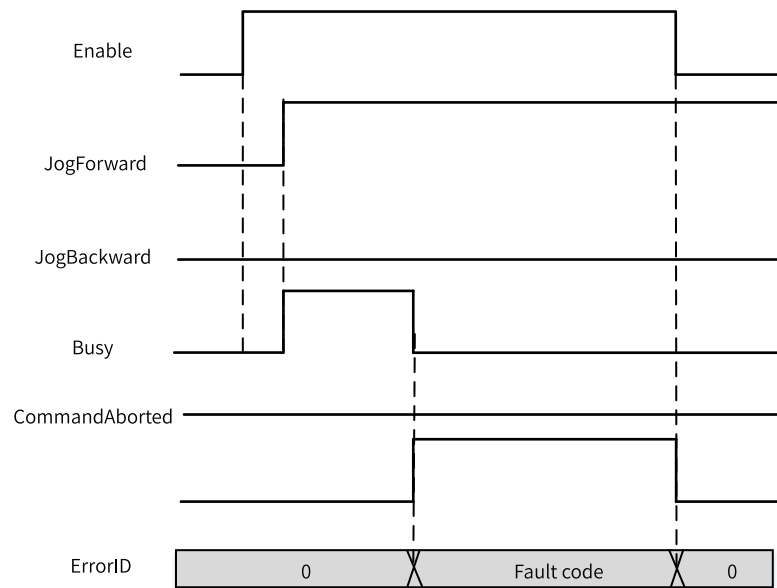 Enable
JogForward
JogBackward
Busy
CommandAborted
ErrorID 0 Fault code 0